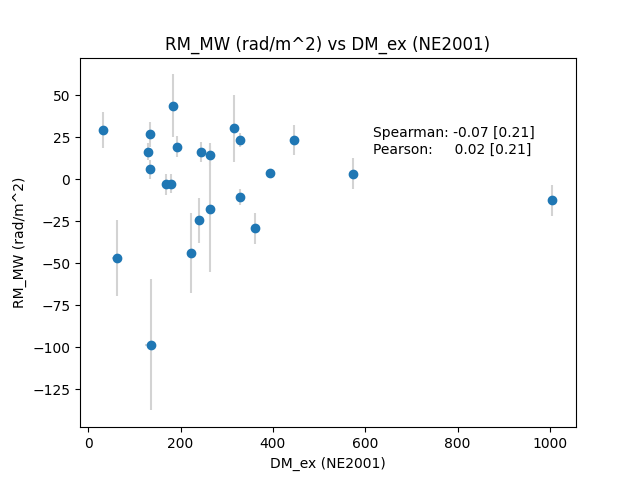 RM_MW (rad/m^2) vs DM_ex (NE2001)
50
25
0
−25
−50
−75
−100
−125
RM_MW (rad/m^2)
Spearman: -0.07 [0.21]
Pearson: 0.02 [0.21]
0 200 400 600 800 1000
DM_ex (NE2001)